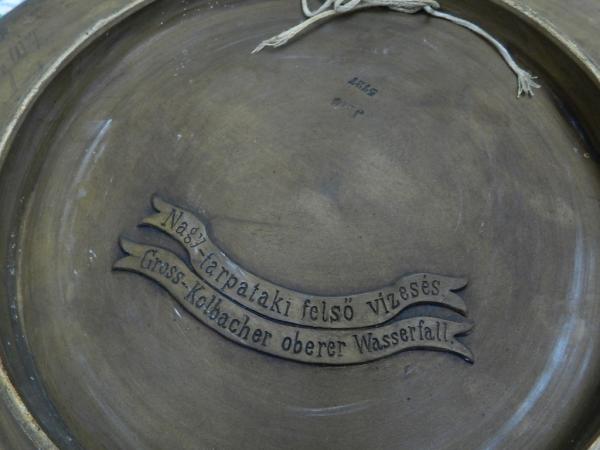 Nagy-tarpataki felső vizesés
Gross-Kolbacher oberer Wasserfall.